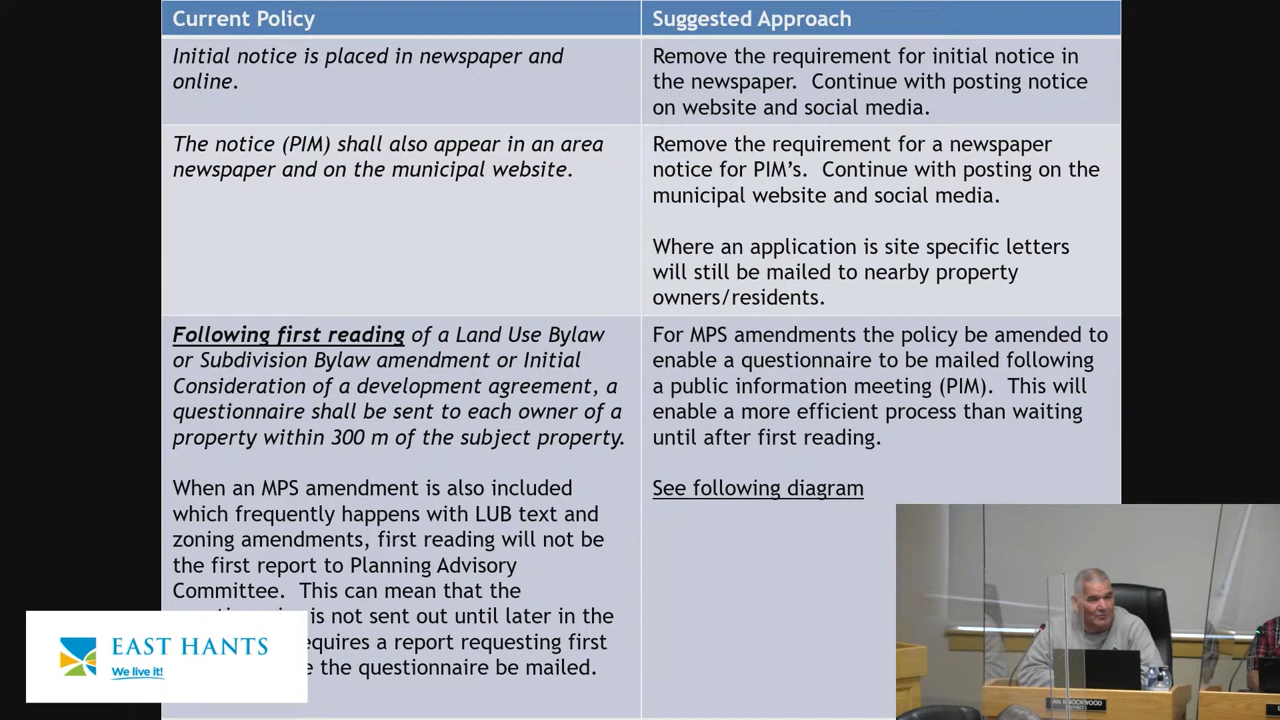 Current Policy
Suggested Approach
Initial notice is placed in newspaper and
online.
Remove the requirement for initial notice in
the newspaper. Continue with posting notice
on website and social media.
The notice (PIM) shall also appear in an area
newspaper and on the municipal website.
Remove the requirement for a newspaper
notice for PIM's. Continue with posting on the
municipal website and social media.
Where an application is site specific letters
will still be mailed to nearby property
owners/residents.
Following first reading of a Land Use Bylaw
or Subdivision Bylaw amendment or Initial
Consideration of a development agreement, a
questionnaire shall be sent to each owner of a
property within 300 m of the subject property.
When an MPS amendment is also included
which frequently happens with LUB text and
zoning amendments, first reading will not be
the first report to Planning Advisory
Committee. This can mean that the
is not sent out until later in the
equires a report requesting first
the questionnaire be mailed.
For MPS amendments the policy be amended to
enable a questionnaire to be mailed following
a public information meeting (PIM). This will
enable a more efficient process than waiting
until after first reading.
See following diagram
EAST HANTS
We live it!
KNOCKWOOD